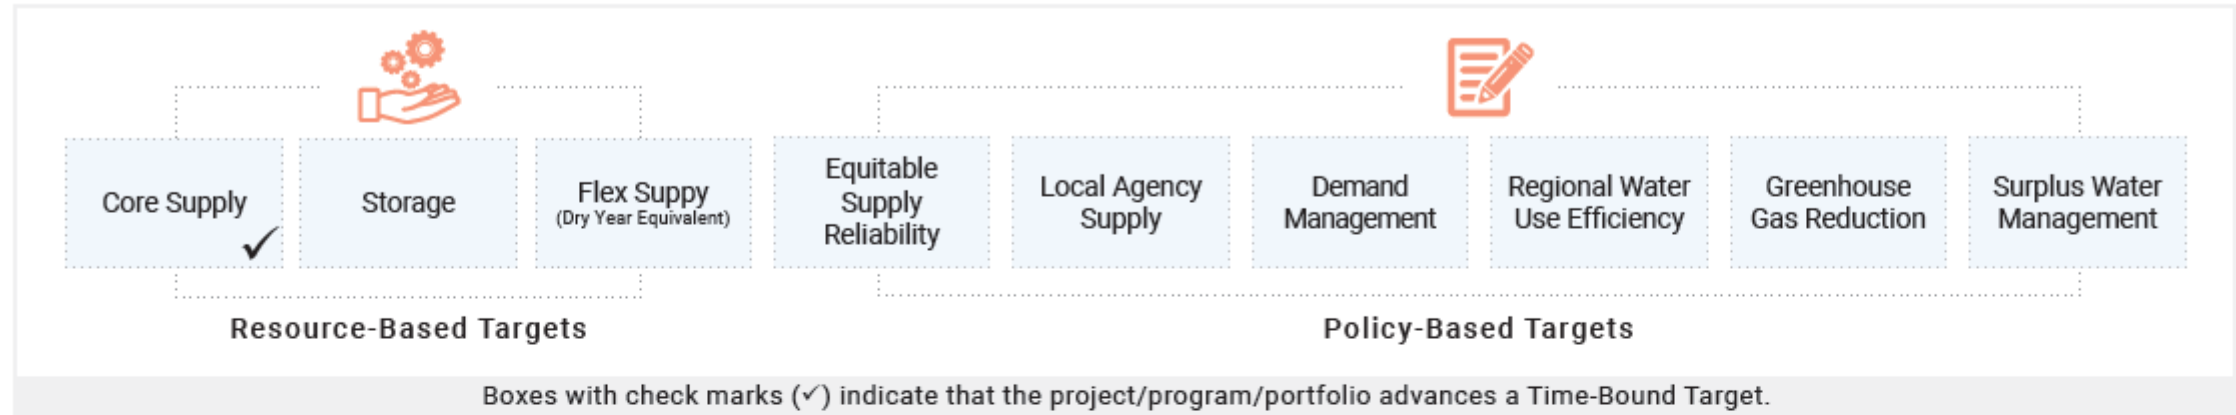 Core Supply
✓
Storage
Flex Suppy
(Dry Year Equivalent)
Equitable
Supply
Reliability
Local Agency
Supply
Demand
Management
Regional Water
Use Efficiency
Greenhouse
Gas Reduction
Surplus Water
Management
Resource-Based Targets
Policy-Based Targets
Boxes with check marks (✓) indicate that the project/program/portfolio advances a Time-Bound Target.